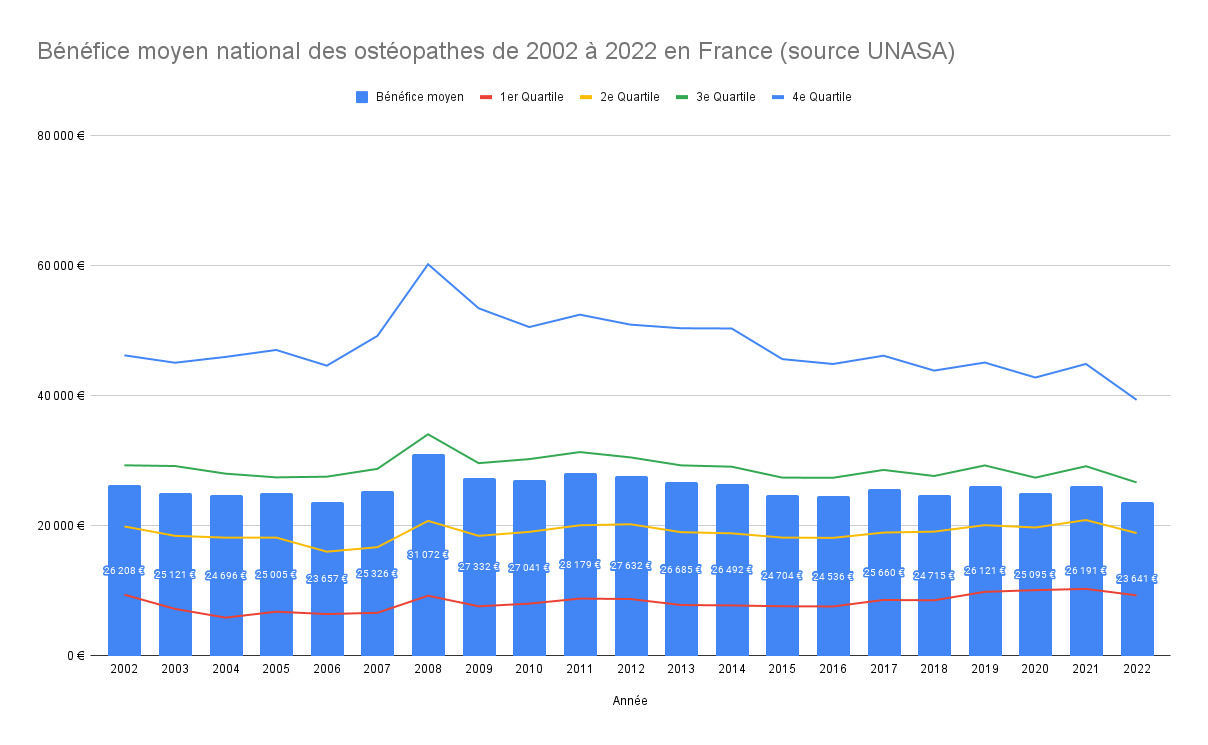 Bénéfice moyen national des ostéopathes de 2002 à 2022 en France (source UNASA)
Bénéfice moyen 1er Quartile 2e Quartile 3e Quartile 4e Quartile
80 000 €
60 000 €
40 000 €
20 000 €
0 €
26 208 € 25 121 € 24 696 € 25 005 € 23 657 € 25 326 € 31 072 € 27 332 € 27 041 € 28 179 € 27 632 € 26 685 € 26 492 € 24 704 € 24 536 € 25 660 € 24 715 € 26 121 € 25 095 € 26 191 € 23 641 €
2002 2003 2004 2005 2006 2007 2008 2009 2010 2011 2012 2013 2014 2015 2016 2017 2018 2019 2020 2021 2022
Année